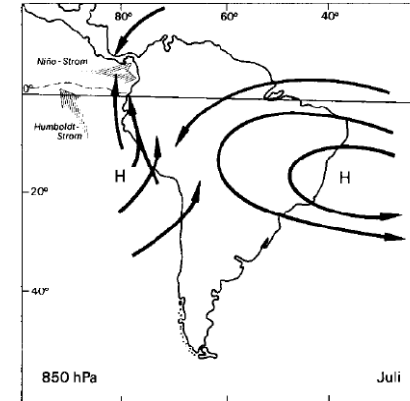 80°
60°
40°
Niño-Strom
0°
Humboldt-
Strom
H
H
20°
40°
850 hPa
Juli